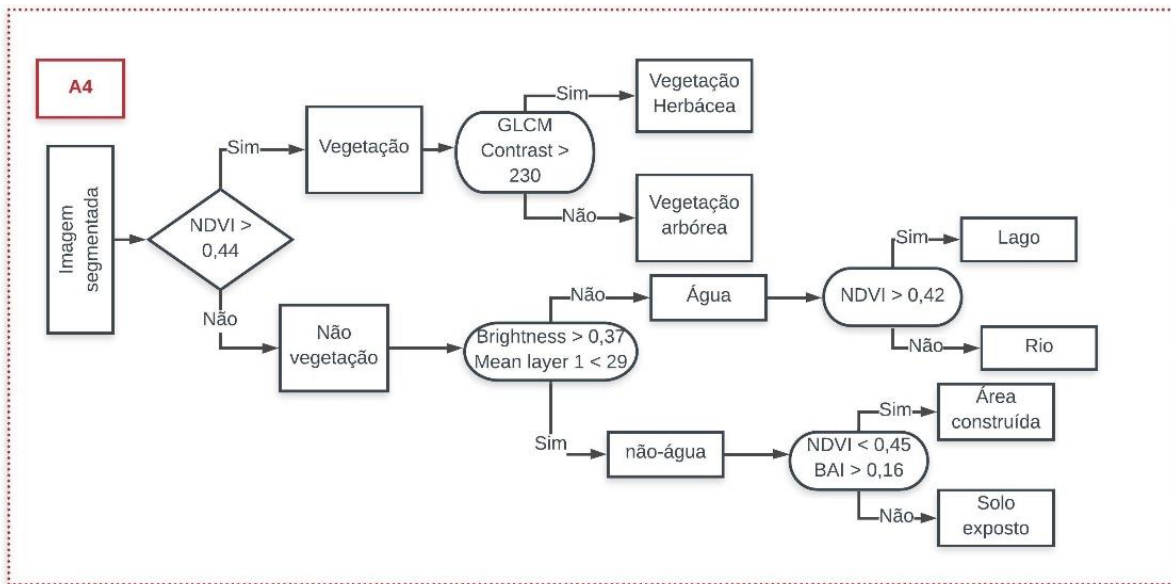 A4
Imagem
segmentada
NDVI >
0,44
Sim
Vegetação
GLCM
Contrast >
230
Sim
Vegetação
Herbácea
Não
Vegetação
arbórea
Não
Não
vegetação
Brightness > 0,37
Mean layer 1 < 29
Não
Água
NDVI > 0,42
Sim
Lago
Não
Rio
Sim
não-água
NDVI < 0,45
BAI > 0,16
Sim
Área
construída
Não
Solo
exposto